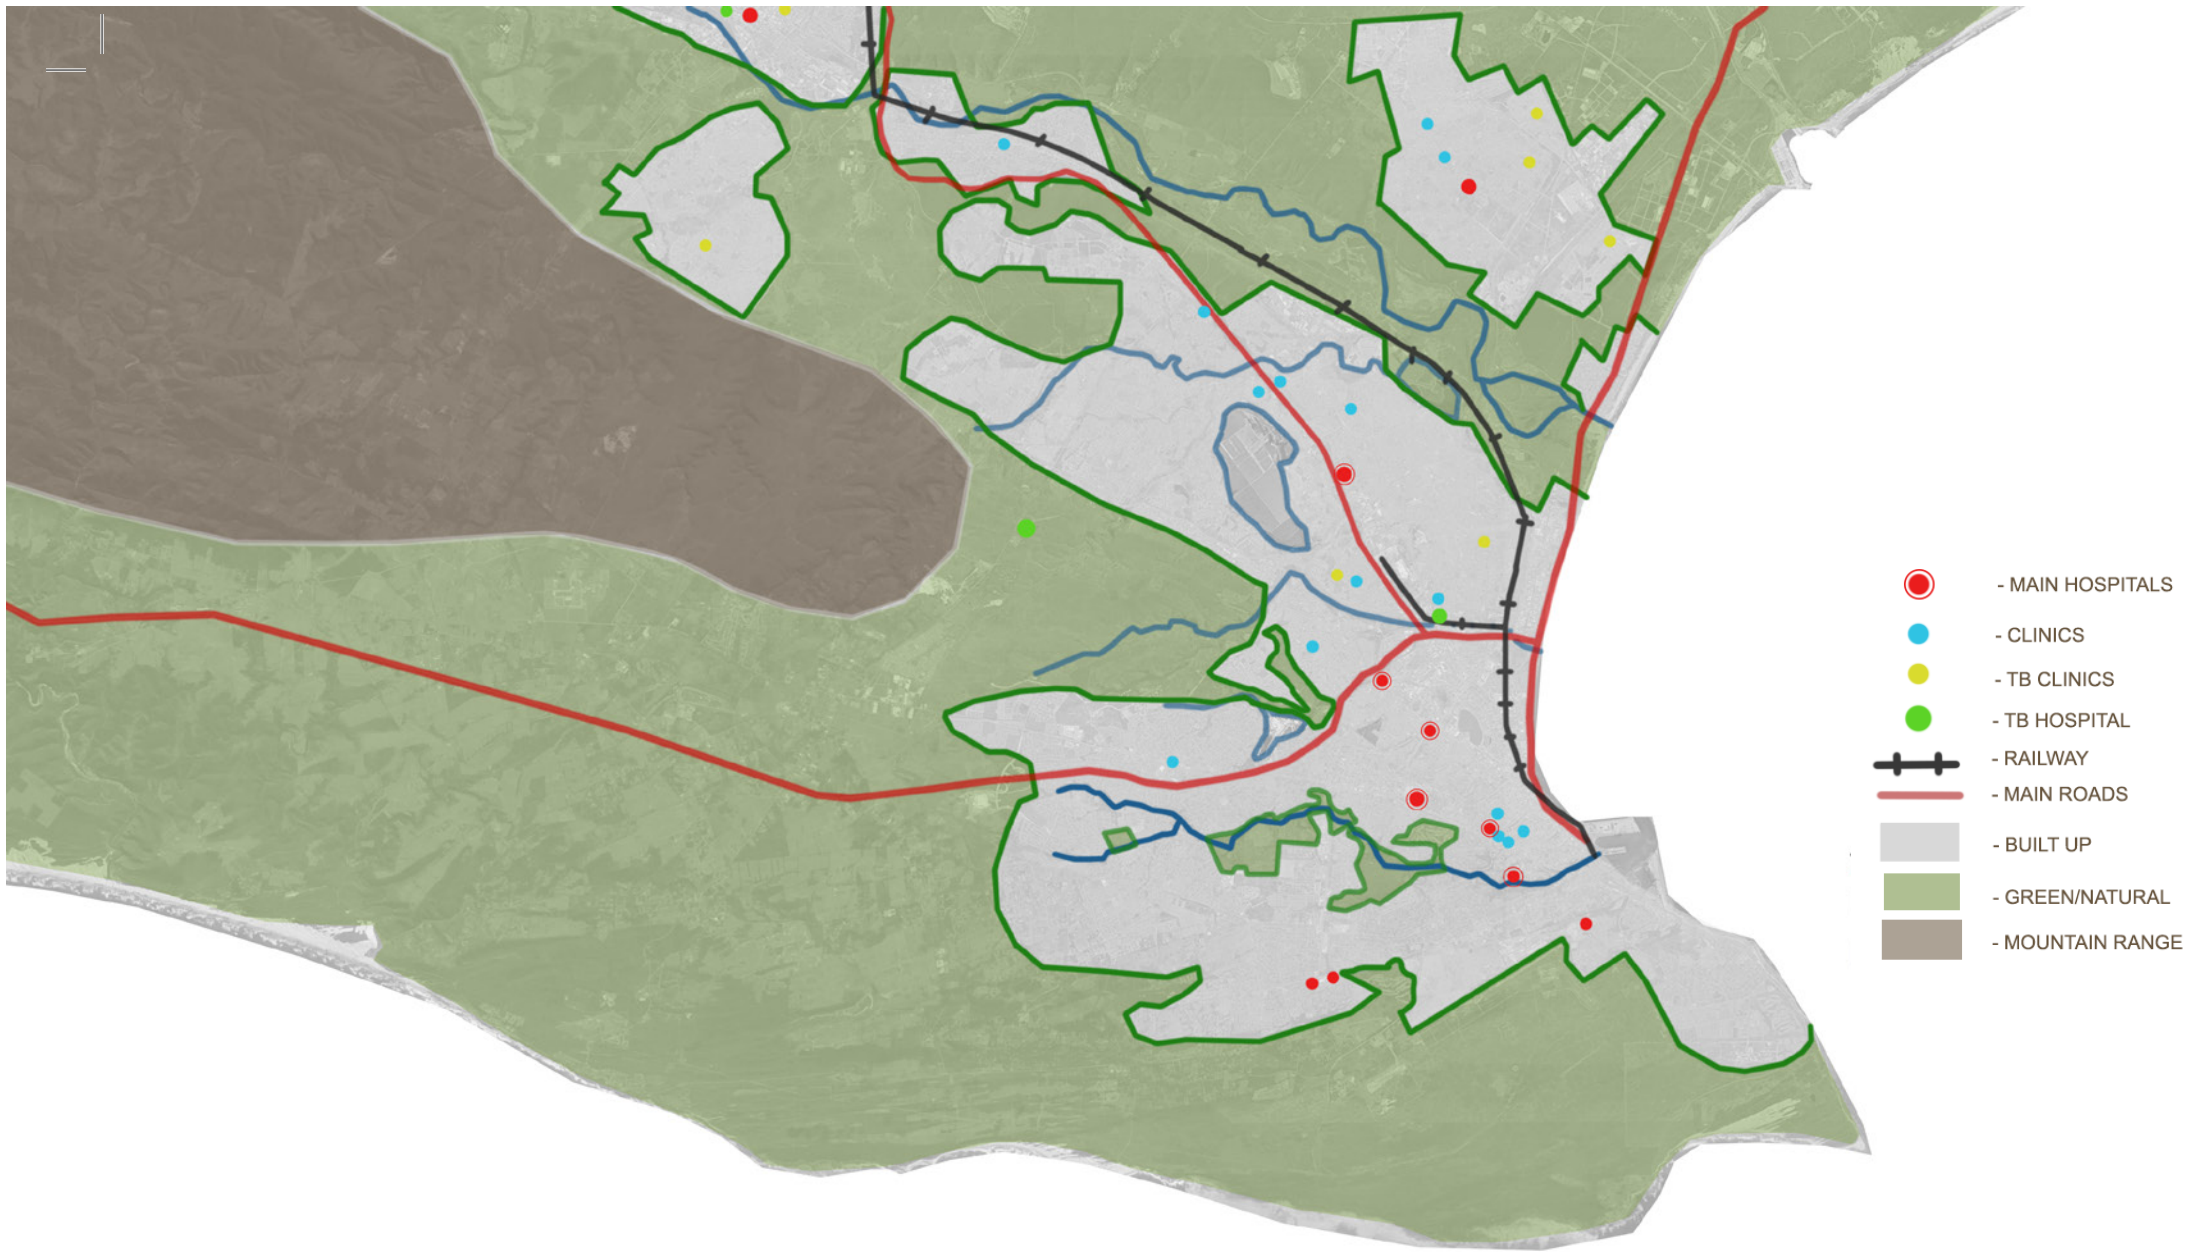 - MAIN HOSPITALS
- CLINICS
- TB CLINICS
- TB HOSPITAL
- RAILWAY
- MAIN ROADS
- BUILT UP
- GREEN/NATURAL
- MOUNTAIN RANGE